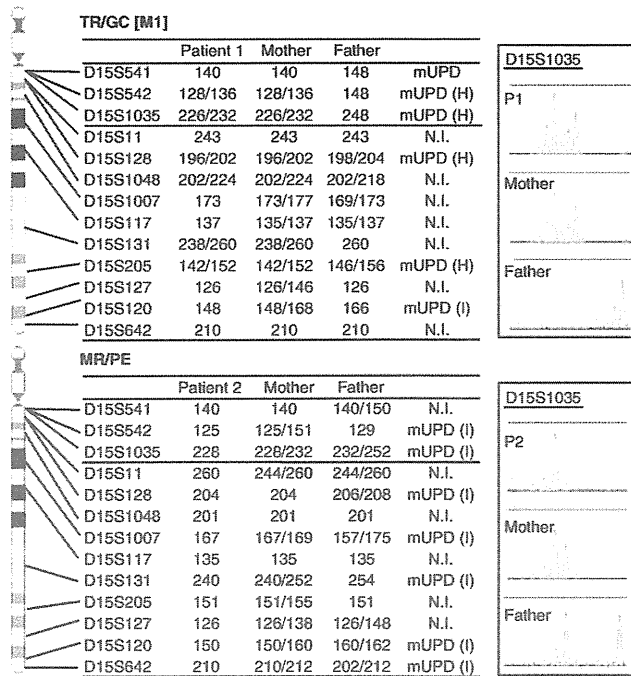 TR/GC [M1]
Patient 1 Mother Father
D15S541 140 140 148 mUPD
D15S542 128/136 128/136 148 mUPD (H)
D15S1035 226/232 226/232 248 mUPD (H)
D15S11 243 243 243 N.I.
D15S128 196/202 196/202 198/204 mUPD (H)
D15S1048 202/224 202/224 202/218 N.I.
D15S1007 173 173/177 169/173 N.I.
D15S117 137 135/137 135/137 N.I.
D15S131 238/260 238/260 260 N.I.
D15S205 142/152 142/152 146/156 mUPD (H)
D15S127 126 126/146 126 N.I.
D15S120 148 148/168 166 mUPD (I)
D15S642 210 210 210 N.I.
D15S1035
P1
Mother
Father
MR/PE
Patient 2 Mother Father
D15S541 140 140 140/150 N.I.
D15S542 125 125/151 129 mUPD (I)
D15S1035 228 228/232 232/252 mUPD (I)
D15S11 260 244/260 244/260 N.I.
D15S128 204 204 206/208 mUPD (I)
D15S1048 201 201 201 N.I.
D15S1007 167 167/169 157/175 mUPD (I)
D15S117 135 135 135 N.I.
D15S131 240 240/252 254 mUPD (I)
D15S205 151 151/155 151 N.I.
D15S127 126 126/138 126/148 N.I.
D15S120 150 150/160 160/162 mUPD (I)
D15S642 210 210/212 202/212 mUPD (I)
D15S1035
P2
Mother
Father